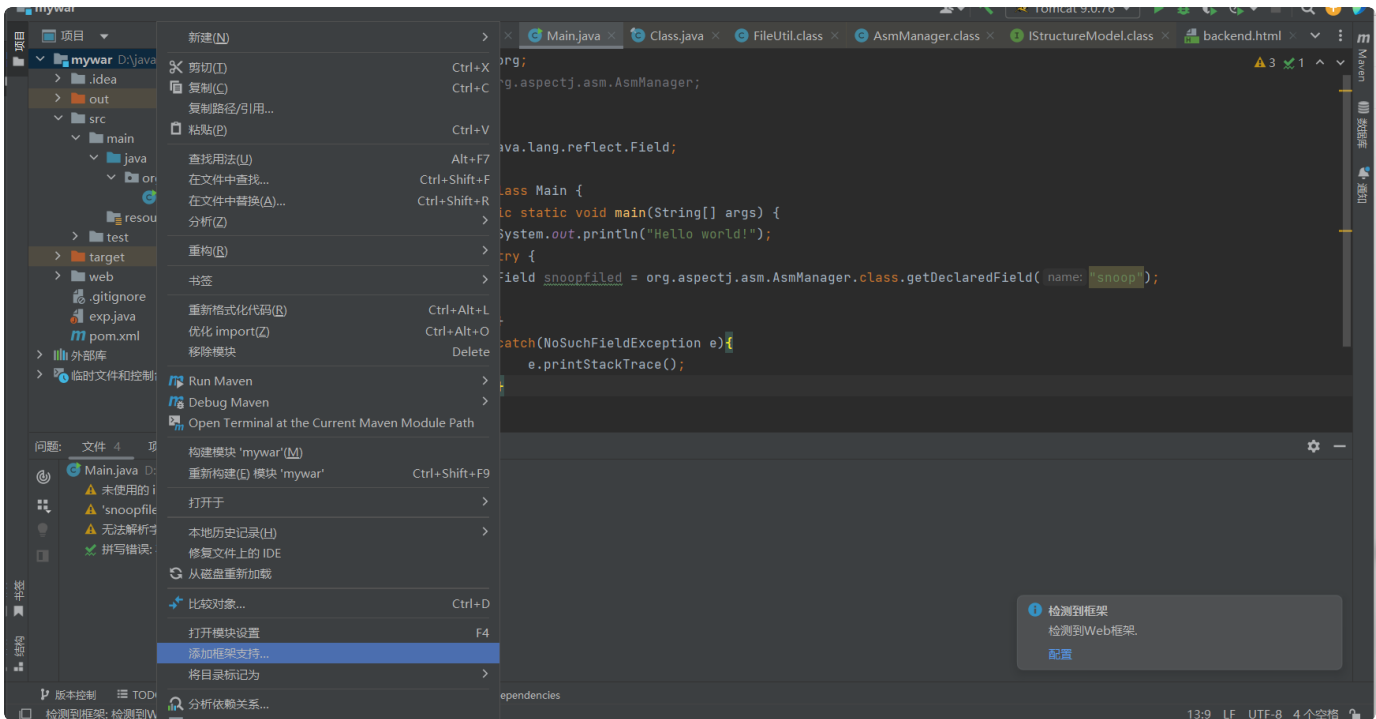 mywar
Tomcat 9.0.76
项目
新建(N)
Main.java
Class.java
FileUtil.class
AsmManager.class
IStructureModel.class
backend.html
mywar D:\java
.idea
out
src
main
java
org
resou
test
target
web
.gitignore
exp.java
pom.xml
外部库
临时文件和控制台
剪切(T) Ctrl+X
复制(C) Ctrl+C
复制路径/引用...
粘贴(P) Ctrl+V
查找用法(U) Alt+F7
在文件中查找... Ctrl+Shift+F
在文件中替换(A)... Ctrl+Shift+R
分析(Z)
重构(R)
书签
重新格式化代码(R) Ctrl+Alt+L
优化 import(Z) Ctrl+Alt+O
移除模块 Delete
Run Maven
Debug Maven
Open Terminal at the Current Maven Module Path
构建模块 'mywar'(M)
重新构建(E) 模块 'mywar' Ctrl+Shift+F9
打开于
本地历史记录(H)
修复文件上的 IDE
从磁盘重新加载
比较对象... Ctrl+D
打开模块设置 F4
添加框架支持...
将目录标记为
分析依赖关系...
org;
rg.aspectj.asm.AsmManager;
3 1
ava.lang.reflect.Field;
lass Main {
ic static void main(String[] args) {
System.out.println("Hello world!");
try {
Field snoopfiled = org.aspectj.asm.AsmManager.class.getDeclaredField( name: "snoop");
catch(NoSuchFieldException e){
e.printStackTrace();
}
项目
Maven
数据库
通知
问题: 文件 4 项
Main.java D:
未使用的 i
'snoopfile
无法解析字
拼写错误:
书签
结构
检测到框架
检测到Web框架.
配置
版本控制 TODO
ependencies
检测到框架: 检测到W
13:9 LF UTF-8 4 个空格